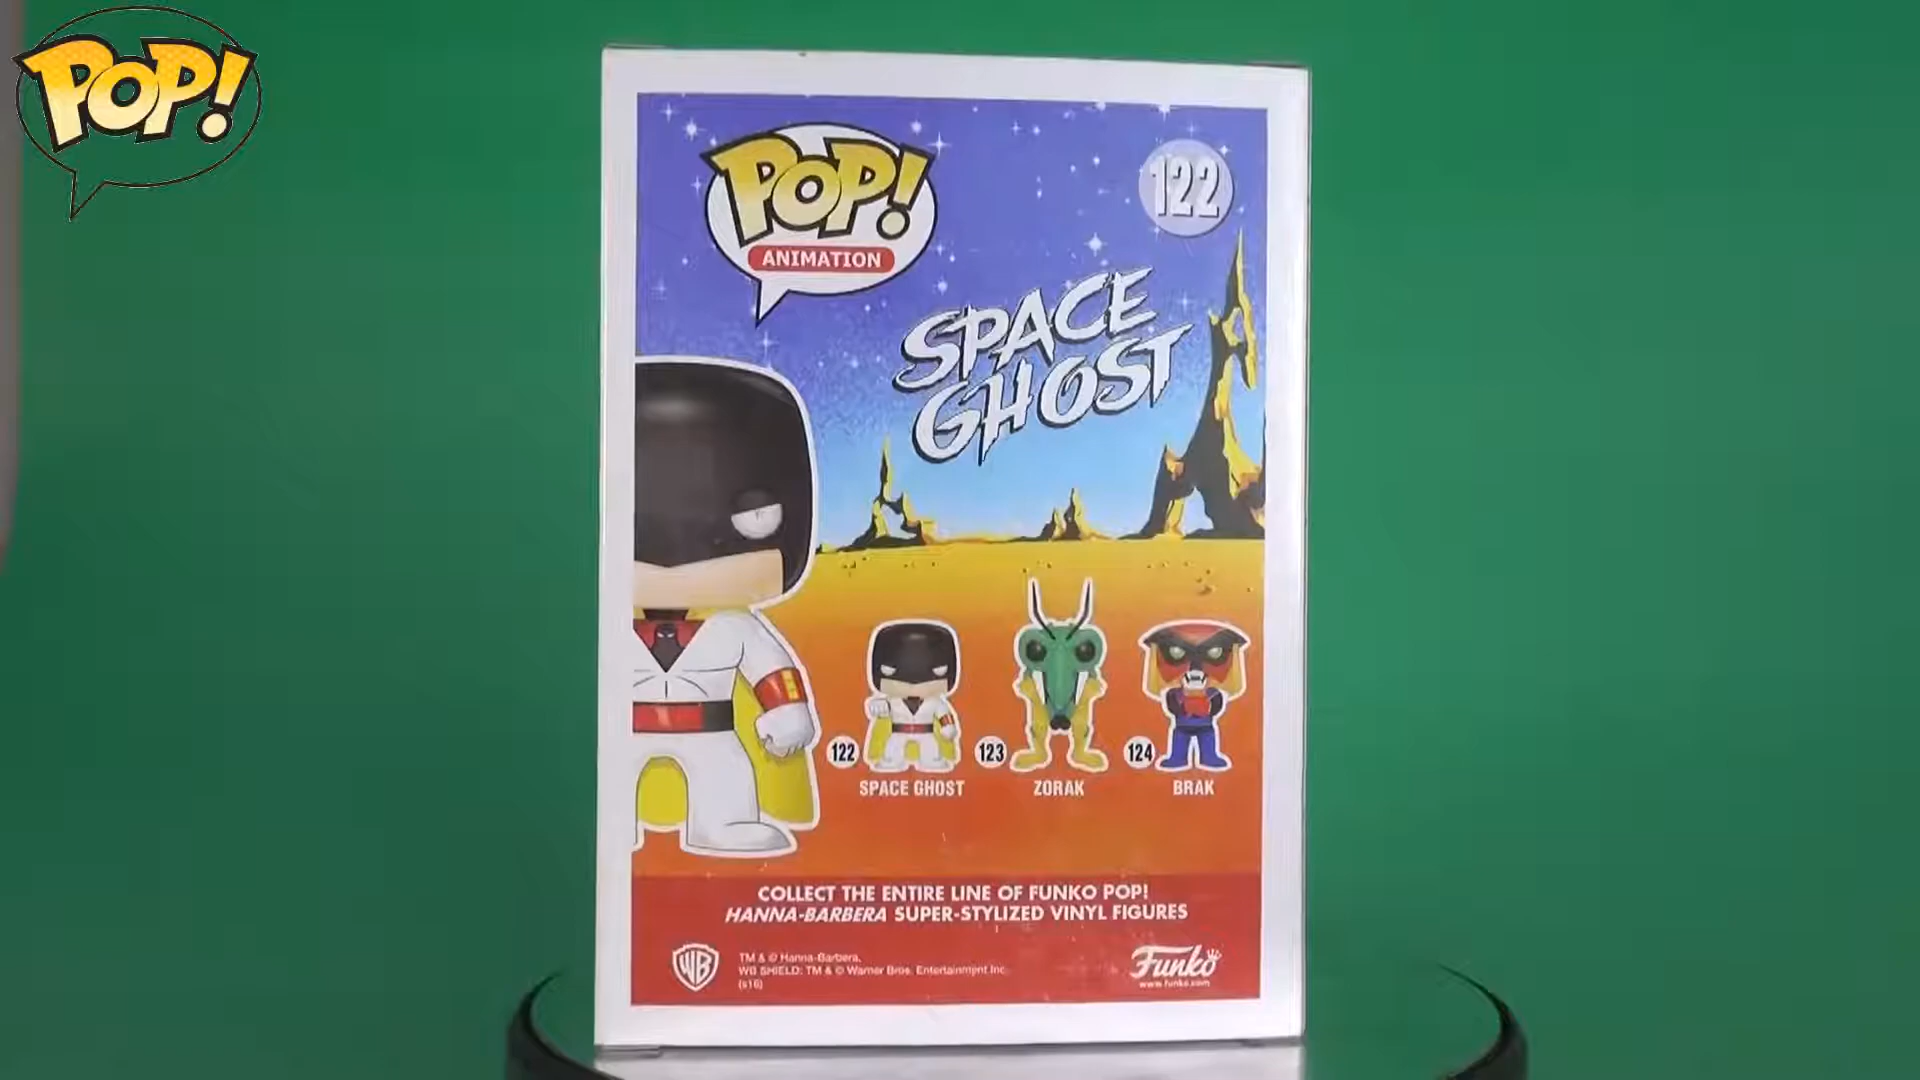 POP!
POP!
ANIMATION
122
SPACE
GHOST
122
SPACE GHOST
123
ZORAK
124
BRAK
COLLECT THE ENTIRE LINE OF FUNKO POP!
HANNA-BARBERA SUPER-STYLIZED VINYL FIGURES
WB
TM & © Hanna-Barbera.
WB SHIELD: TM & © Warner Bros. Entertainment Inc.
(s16)
Funko
www.funko.com